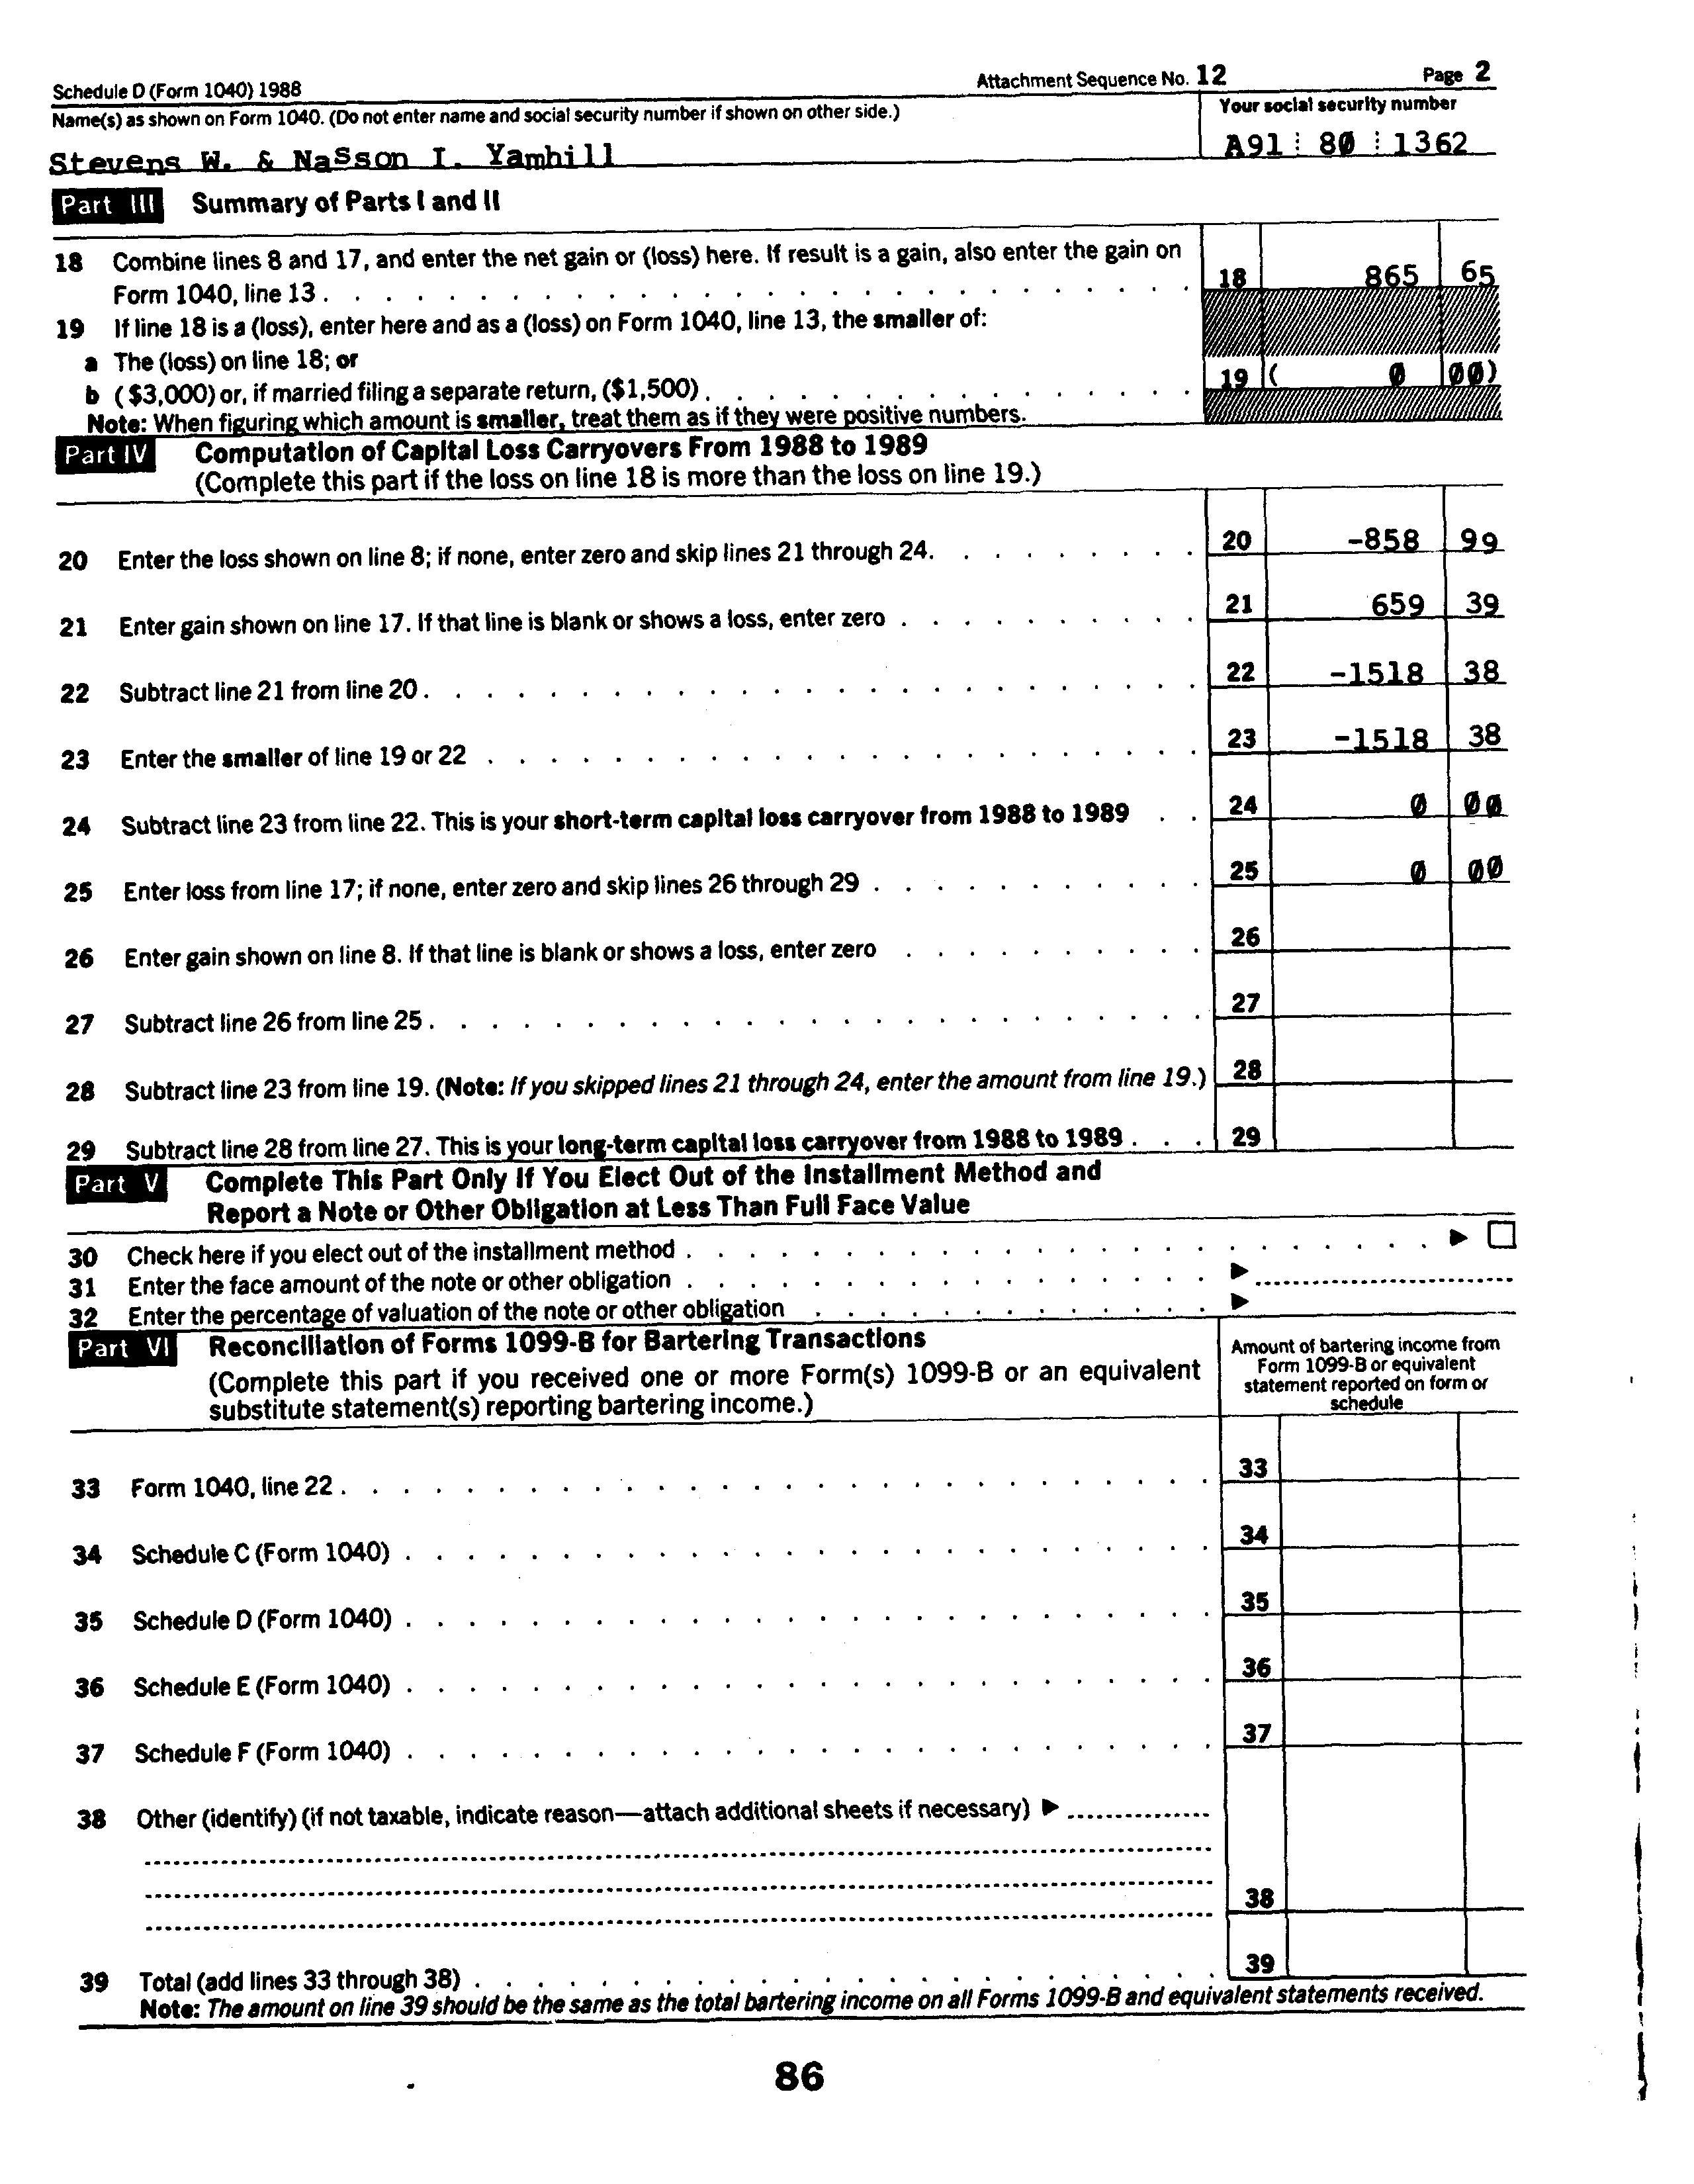 Schedule D (Form 1040) 1988 Attachment Sequence No. 12 Page 2
Name(s) as shown on Form 1040. (Do not enter name and social security number if shown on other side.) Your social security number
Stevens W. & NaSson I. Yamhill A91 80 1362
Part III Summary of Parts I and II
18 Combine lines 8 and 17, and enter the net gain or (loss) here. If result is a gain, also enter the gain on
Form 1040, line 13 . . . 18 865 65
19 If line 18 is a (loss), enter here and as a (loss) on Form 1040, line 13, the smaller of:
a The (loss) on line 18; or
b ($3,000) or, if married filing a separate return, ($1,500) . . . 19 ( 0 00)
Note: When figuring which amount is smaller, treat them as if they were positive numbers.
Part IV Computation of Capital Loss Carryovers From 1988 to 1989
(Complete this part if the loss on line 18 is more than the loss on line 19.)
20 Enter the loss shown on line 8; if none, enter zero and skip lines 21 through 24. . . . 20 -858 99
21 Enter gain shown on line 17. If that line is blank or shows a loss, enter zero . . . 21 659 39
22 Subtract line 21 from line 20 . . . 22 -1518 38
23 Enter the smaller of line 19 or 22 . . . 23 -1518 38
24 Subtract line 23 from line 22. This is your short-term capital loss carryover from 1988 to 1989 . . 24 0 00
25 Enter loss from line 17; if none, enter zero and skip lines 26 through 29 . . . 25 0 00
26 Enter gain shown on line 8. If that line is blank or shows a loss, enter zero . . . 26
27 Subtract line 26 from line 25 . . . 27
28 Subtract line 23 from line 19. (Note: If you skipped lines 21 through 24, enter the amount from line 19.) 28
29 Subtract line 28 from line 27. This is your long-term capital loss carryover from 1988 to 1989 . . . 29
Part V Complete This Part Only If You Elect Out of the Installment Method and
Report a Note or Other Obligation at Less Than Full Face Value
30 Check here if you elect out of the installment method . . . ▶ ☐
31 Enter the face amount of the note or other obligation . . . ▶
32 Enter the percentage of valuation of the note or other obligation . . . ▶
Part VI Reconciliation of Forms 1099-B for Bartering Transactions
(Complete this part if you received one or more Form(s) 1099-B or an equivalent
substitute statement(s) reporting bartering income.)
Amount of bartering income from
Form 1099-B or equivalent
statement reported on form or
schedule
33 Form 1040, line 22 . . . 33
34 Schedule C (Form 1040) . . . 34
35 Schedule D (Form 1040) . . . 35
36 Schedule E (Form 1040) . . . 36
37 Schedule F (Form 1040) . . . 37
38 Other (identify) (if not taxable, indicate reason—attach additional sheets if necessary) ▶
38
39 Total (add lines 33 through 38) . . . 39
Note: The amount on line 39 should be the same as the total bartering income on all Forms 1099-B and equivalent statements received.
86